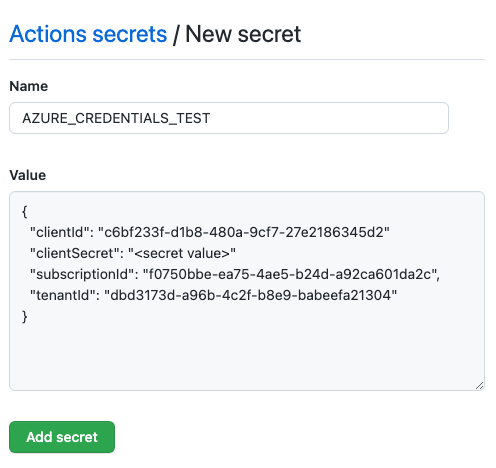 Actions secrets / New secret
Name
AZURE_CREDENTIALS_TEST
Value
{
  "clientId": "c6bf233f-d1b8-480a-9cf7-27e2186345d2"
  "clientSecret": "<secret value>"
  "subscriptionId": "f0750bbe-ea75-4ae5-b24d-a92ca601da2c",
  "tenantId": "dbd3173d-a96b-4c2f-b8e9-babeefa21304"
}
Add secret